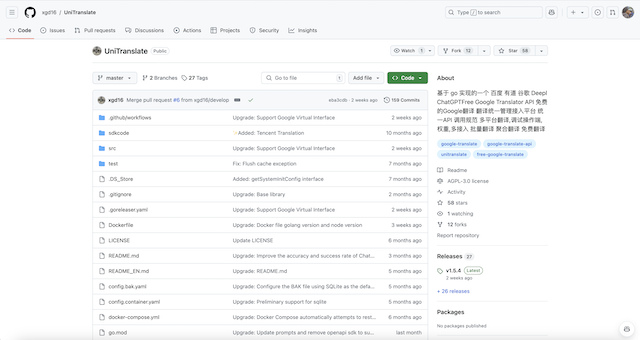 xgd16 / UniTranslate
Type / to search
Code
Issues
Pull requests
Discussions
Actions
Projects
Security
Insights
UniTranslate Public
Watch 1
Fork 12
Star 58
master
2 Branches
27 Tags
Go to file t
Add file
Code
xgd16 Merge pull request #6 from xgd16/develop
2 weeks ago
159 Commits
.github/workflows Upgrade: Support Google Virtual Interface 2 weeks ago
sdkcode Added: Tencent Translation 10 months ago
src Upgrade: Support Google Virtual Interface 2 weeks ago
test Fix: Flush cache exception 7 months ago
.DS_Store Added: getSystemInitConfig interface 7 months ago
.gitignore Upgrade: Base library 2 months ago
.goreleaser.yaml Upgrade: Support Google Virtual Interface 2 weeks ago
Dockerfile Upgrade: Docker file golang version and node version 3 weeks ago
LICENSE Update LICENSE 6 months ago
README.md Upgrade: Improve the accuracy and success rate of Chat... 3 months ago
README_EN.md Upgrade: README.md 5 months ago
config.bak.yaml Upgrade: Configure the BAK file using SQLite as the defa... 6 months ago
config.container.yaml Upgrade: Preliminary support for sqlite 6 months ago
docker-compose.yml Upgrade: Docker Compose automatically attempts to rest... 6 months ago
go.mod Upgrade: Update prompts and remove openapi sdk to su... last month
About
基于 go 实现的一个 百度 有道 谷歌 Deepl
ChatGPTFree Google Translator API 免费
的Google翻译 翻译统一管理接入平台 统
一API 调用规范 多平台翻译,调试操作端,
权重,多接入 批量翻译 聚合翻译 免费翻译
google-translate google-translate-api
unitranslate free-google-translate
Readme
AGPL-3.0 license
Activity
58 stars
1 watching
12 forks
Report repository
Releases 27
v1.5.4 Latest
2 weeks ago
+ 26 releases
Packages
No packages published